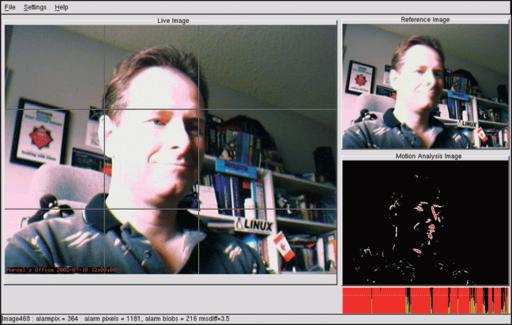 File Settings Help
Live Image
Reference Image
LINUX
LINUX
Motion Analysis Image
Marcel's Office 2002-07-18 12:00:00
Image468 : alarmpix = 364 alarm pixels = 1181, alarm blobs = 216 rmsdiff=3.5